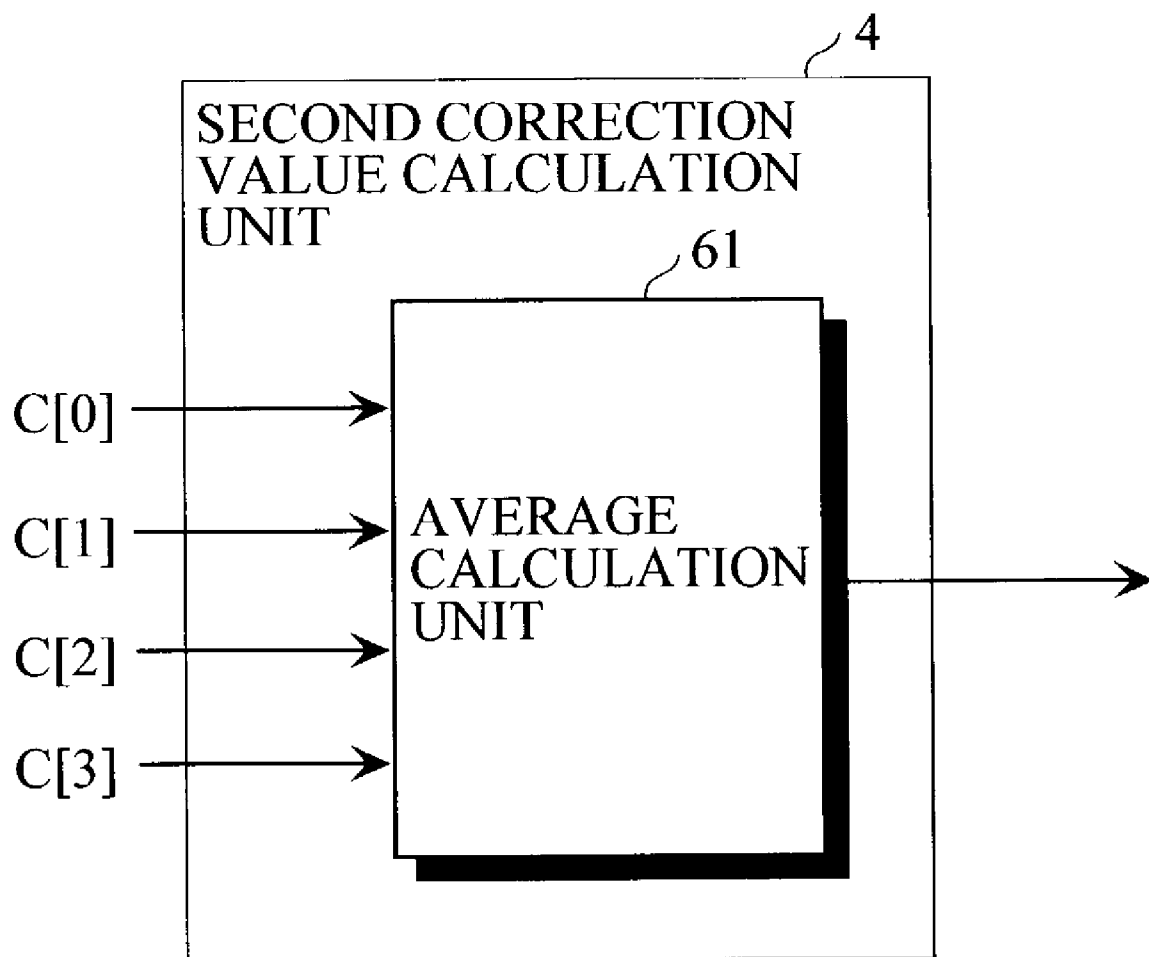 4
SECOND CORRECTION
VALUE CALCULATION
UNIT
61
C[0]
C[1]
AVERAGE
CALCULATION
UNIT
C[2]
C[3]